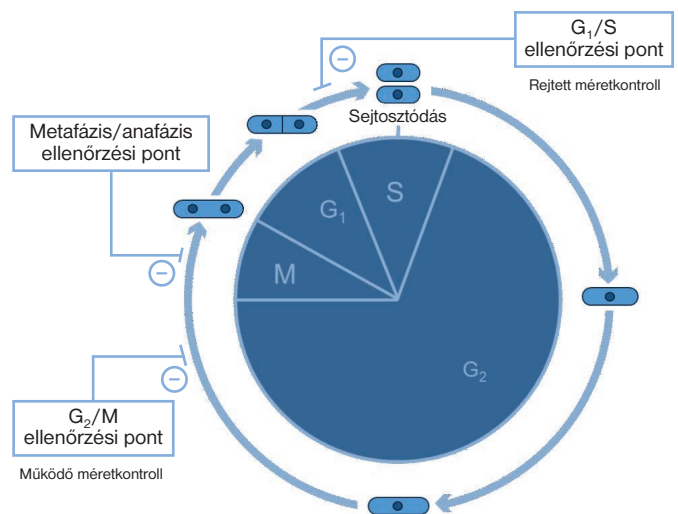 G₁/S
ellenőrzési pont
Rejtett méretkontroll
Sejtosztódás
Metafázis/anafázis
ellenőrzési pont
S
G₁
M
G₂
G₂/M
ellenőrzési pont
Működő méretkontroll